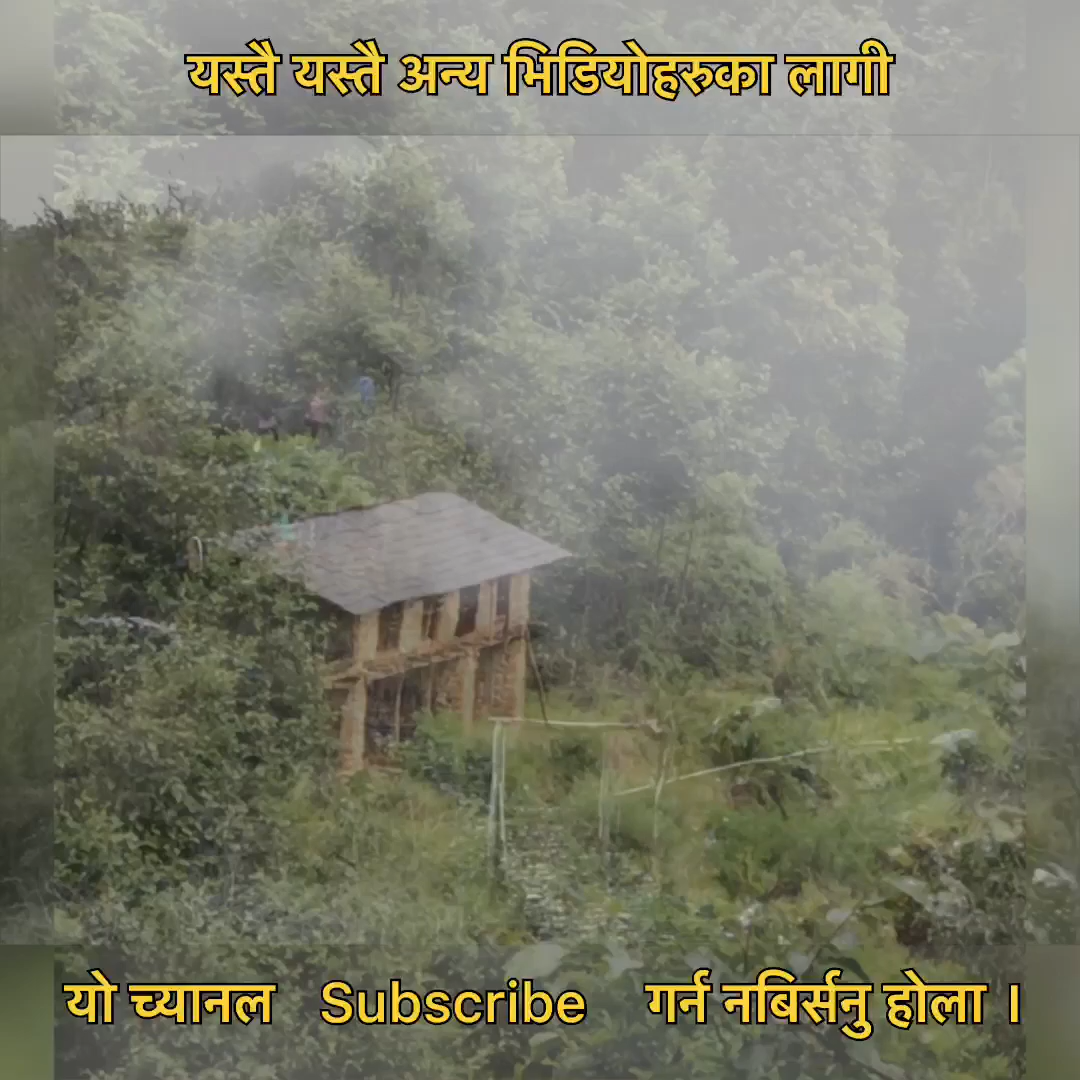 यस्तै यस्तै अन्य भिडियोहरुका लागी
यो च्यानल Subscribe गर्न नबिर्सनु होला ।